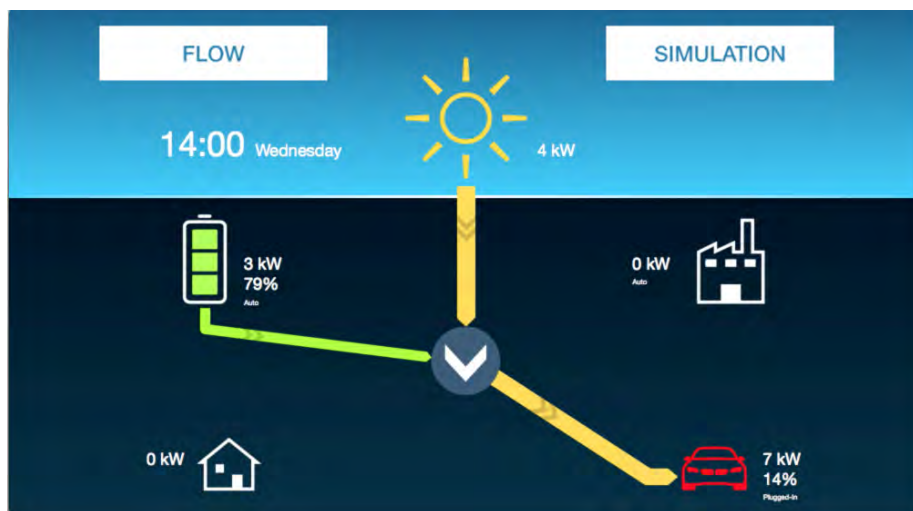 FLOW
SIMULATION
14:00 Wednesday
4 kW
3 kW
79%
Auto
0 kW
Auto
0 kW
7 kW
14%
Plugged-In